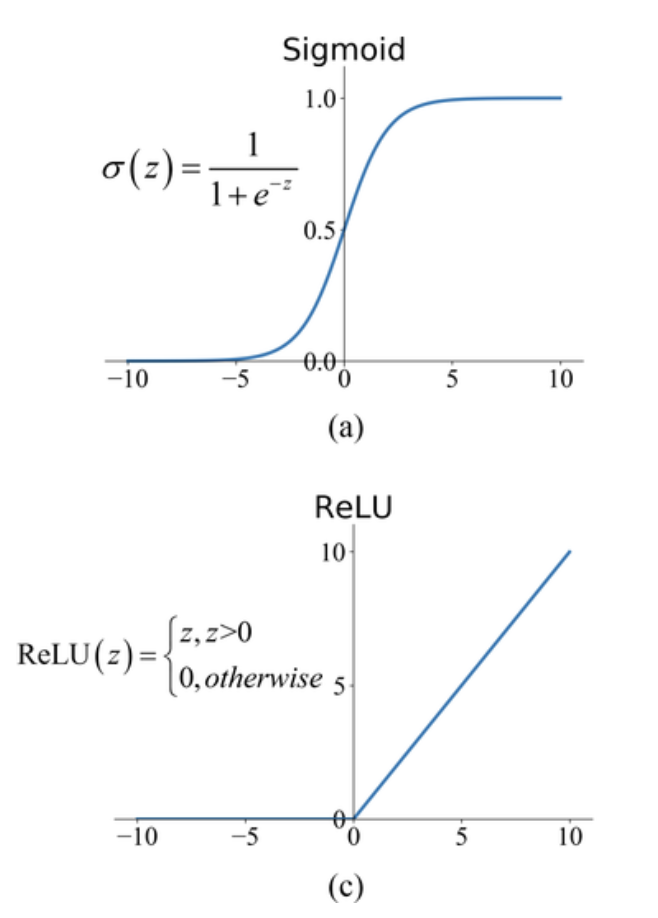 Sigmoid
1.0
σ(z) = 1 / (1 + e^{-z})
0.5
0.0
−10 −5 0 5 10
(a)
ReLU
10
ReLU(z) = { z, z>0
0, otherwise
5
0
−10 −5 0 5 10
(c)